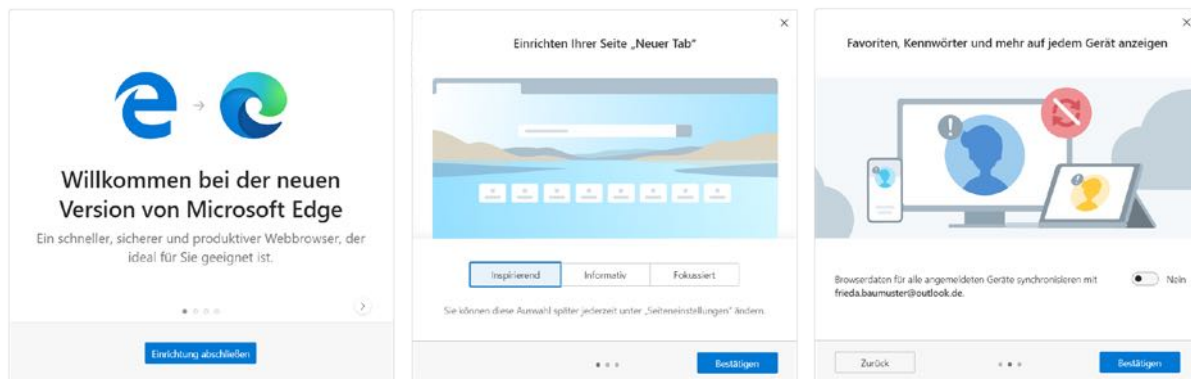 Willkommen bei der neuen
Version von Microsoft Edge
Ein schneller, sicherer und produktiver Webbrowser, der
ideal für Sie geeignet ist.
Einrichtung abschließen
Einrichten Ihrer Seite „Neuer Tab“
Inspirierend
Informativ
Fokussiert
Sie können diese Auswahl später jederzeit unter „Seiteneinstellungen“ ändern.
Bestätigen
Favoriten, Kennwörter und mehr auf jedem Gerät anzeigen
Browserdaten für alle angemeldeten Geräte synchronisieren mit
frieda.baumuster@outlook.de.
Nein
Zurück
Bestätigen